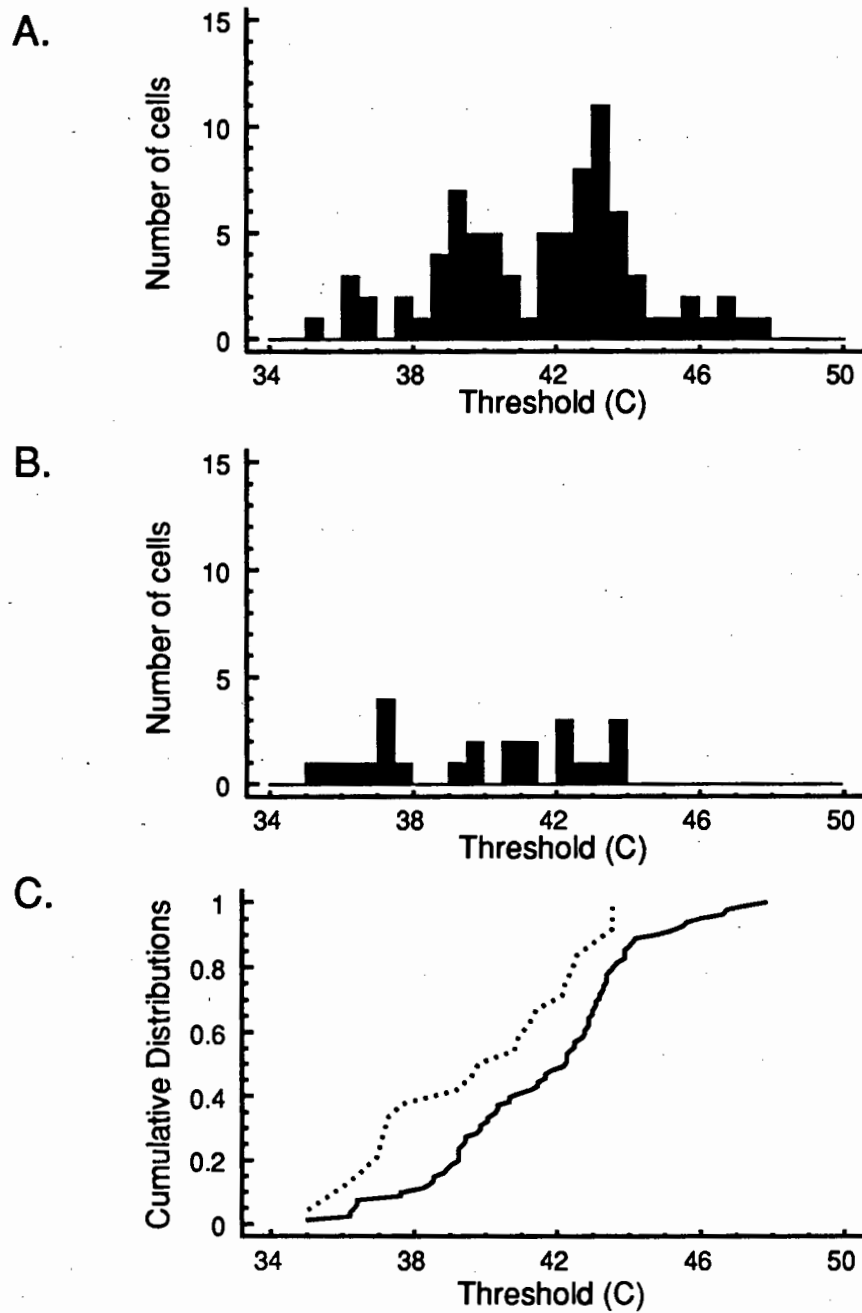 A.
Number of cells
15
10
5
0
34 38 42 46 50
Threshold (C)
B.
Number of cells
15
10
5
0
34 38 42 46 50
Threshold (C)
C.
Cumulative Distributions
1
0.8
0.6
0.4
0.2
0
34 38 42 46 50
Threshold (C)